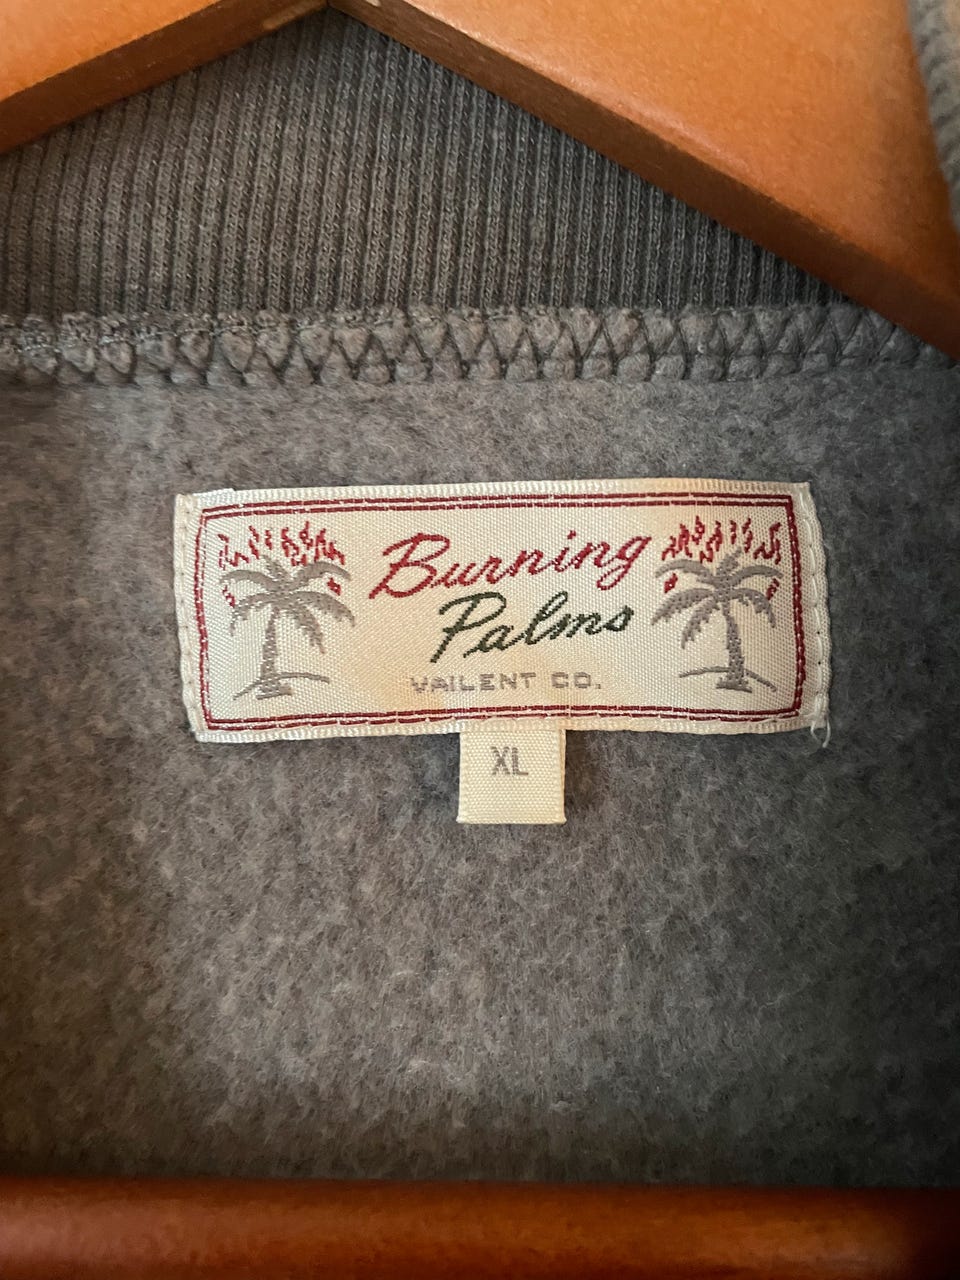 Burning
Palms
VAILENT CO.
XL